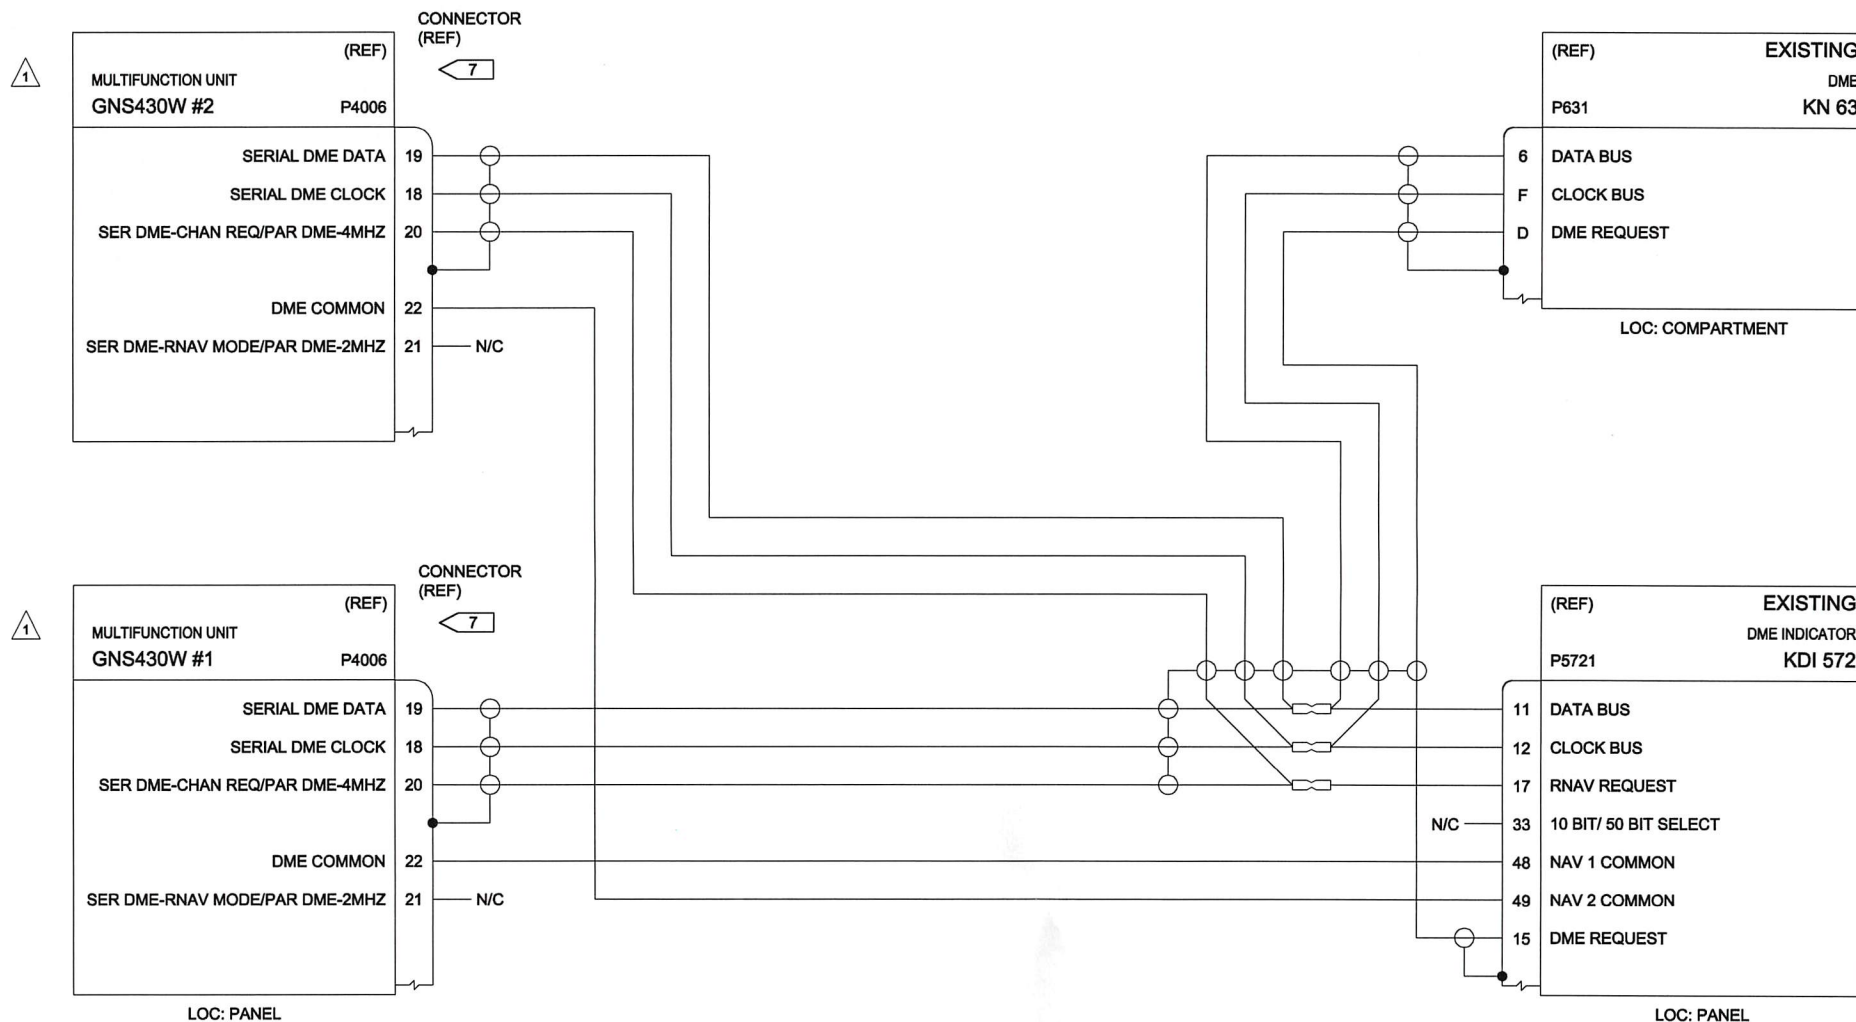 CONNECTOR
(REF)
7
1
(REF)
MULTIFUNCTION UNIT
GNS430W #2 P4006
SERIAL DME DATA 19
SERIAL DME CLOCK 18
SER DME-CHAN REQ/PAR DME-4MHZ 20
DME COMMON 22
SER DME-RNAV MODE/PAR DME-2MHZ 21 N/C
(REF) EXISTING
DME
P631 KN 63
6 DATA BUS
F CLOCK BUS
D DME REQUEST
LOC: COMPARTMENT
CONNECTOR
(REF)
7
1
(REF)
MULTIFUNCTION UNIT
GNS430W #1 P4006
SERIAL DME DATA 19
SERIAL DME CLOCK 18
SER DME-CHAN REQ/PAR DME-4MHZ 20
DME COMMON 22
SER DME-RNAV MODE/PAR DME-2MHZ 21 N/C
LOC: PANEL
(REF) EXISTING
DME INDICATOR
P5721 KDI 572
11 DATA BUS
12 CLOCK BUS
17 RNAV REQUEST
N/C 33 10 BIT/ 50 BIT SELECT
48 NAV 1 COMMON
49 NAV 2 COMMON
15 DME REQUEST
LOC: PANEL